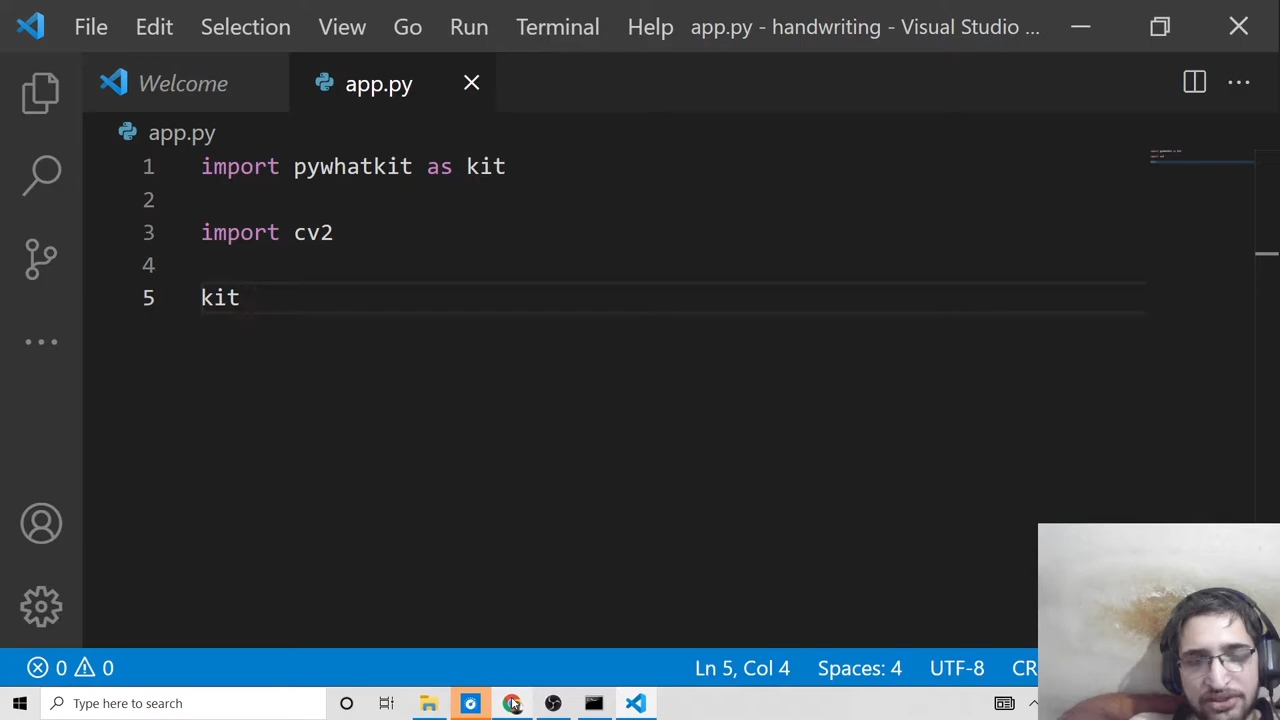 File Edit Selection View Go Run Terminal Help app.py - handwriting - Visual Studio ...
Welcome app.py
app.py
1 import pywhatkit as kit
2
3 import cv2
4
5 kit
0 0 Ln 5, Col 4 Spaces: 4 UTF-8 CR
Type here to search